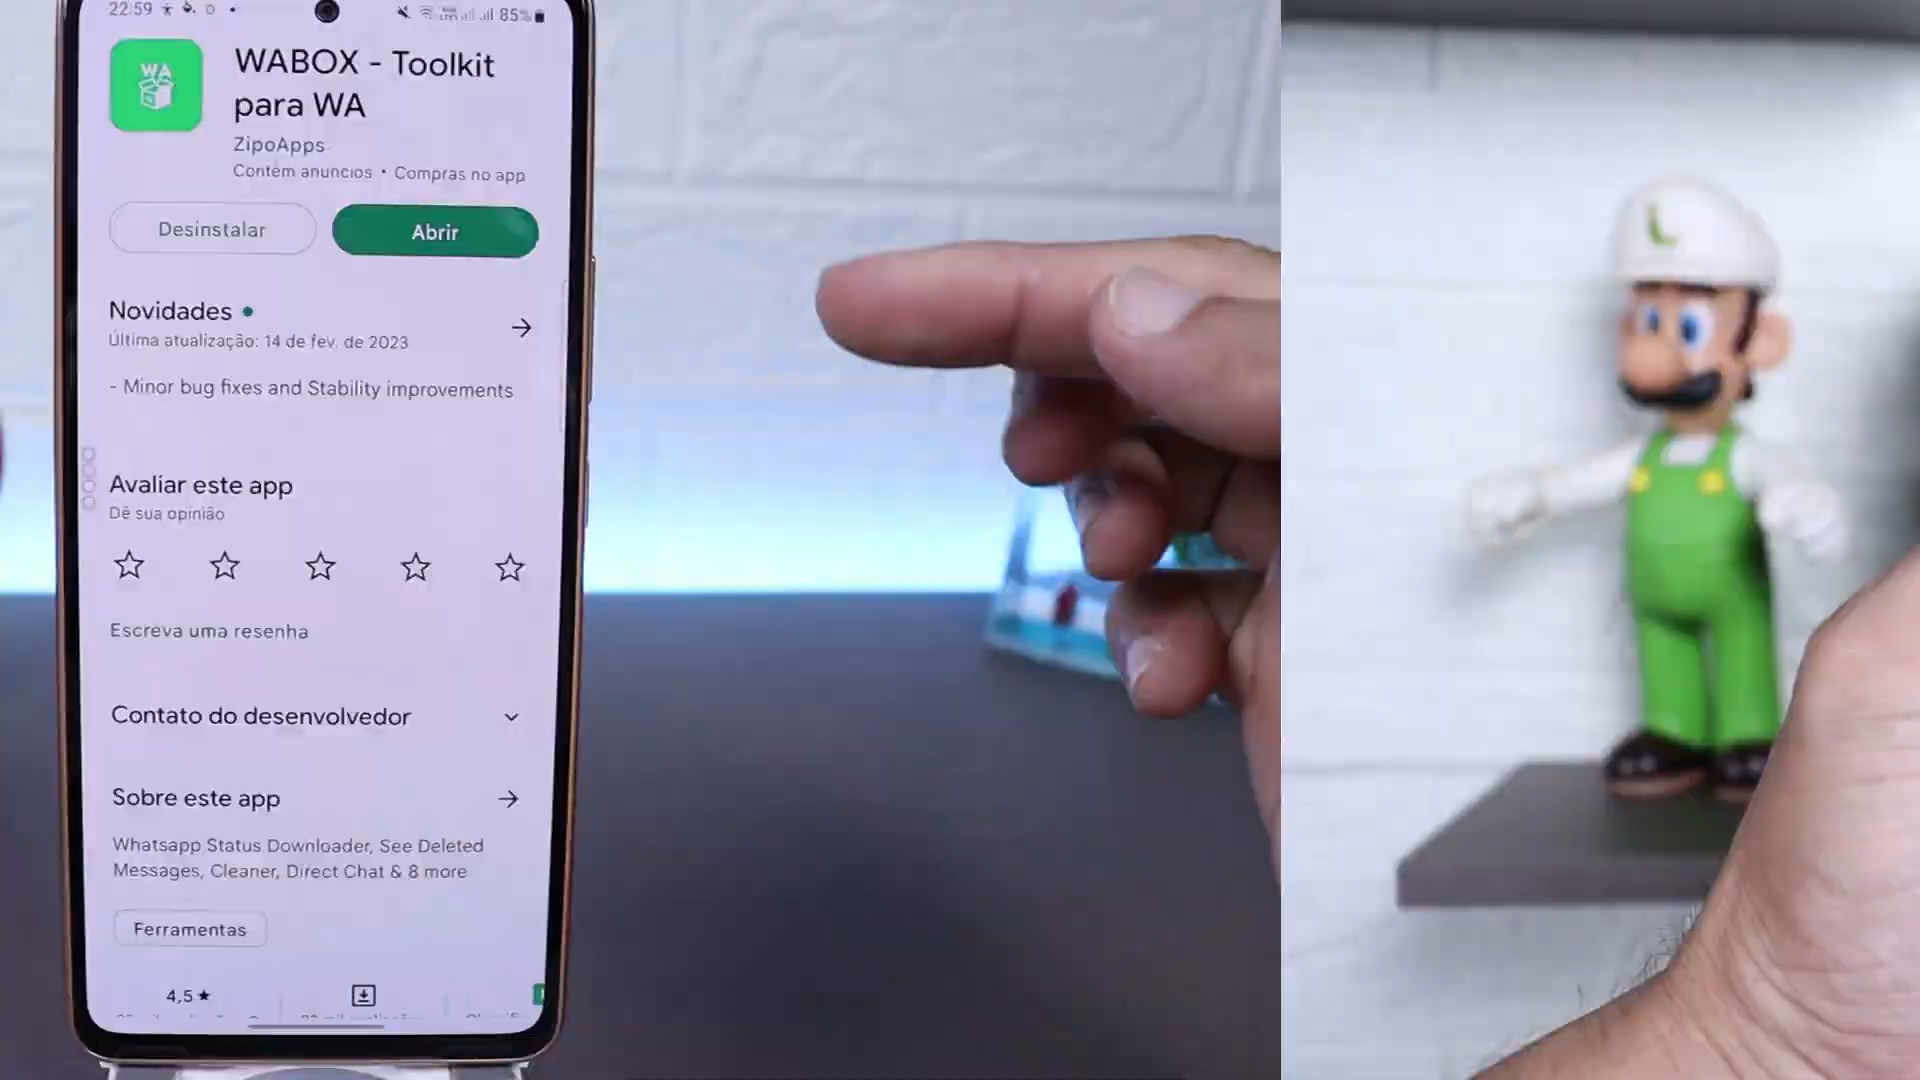 22:59
85%
WA
WABOX - Toolkit
para WA
ZipoApps
Contém anúncios • Compras no app
Desinstalar
Abrir
Novidades
Última atualização: 14 de fev. de 2023
- Minor bug fixes and Stability improvements
Avaliar este app
Dê sua opinião
Escreva uma resenha
Contato do desenvolvedor
Sobre este app
Whatsapp Status Downloader, See Deleted
Messages, Cleaner, Direct Chat & 8 more
Ferramentas
4,5 ★
L